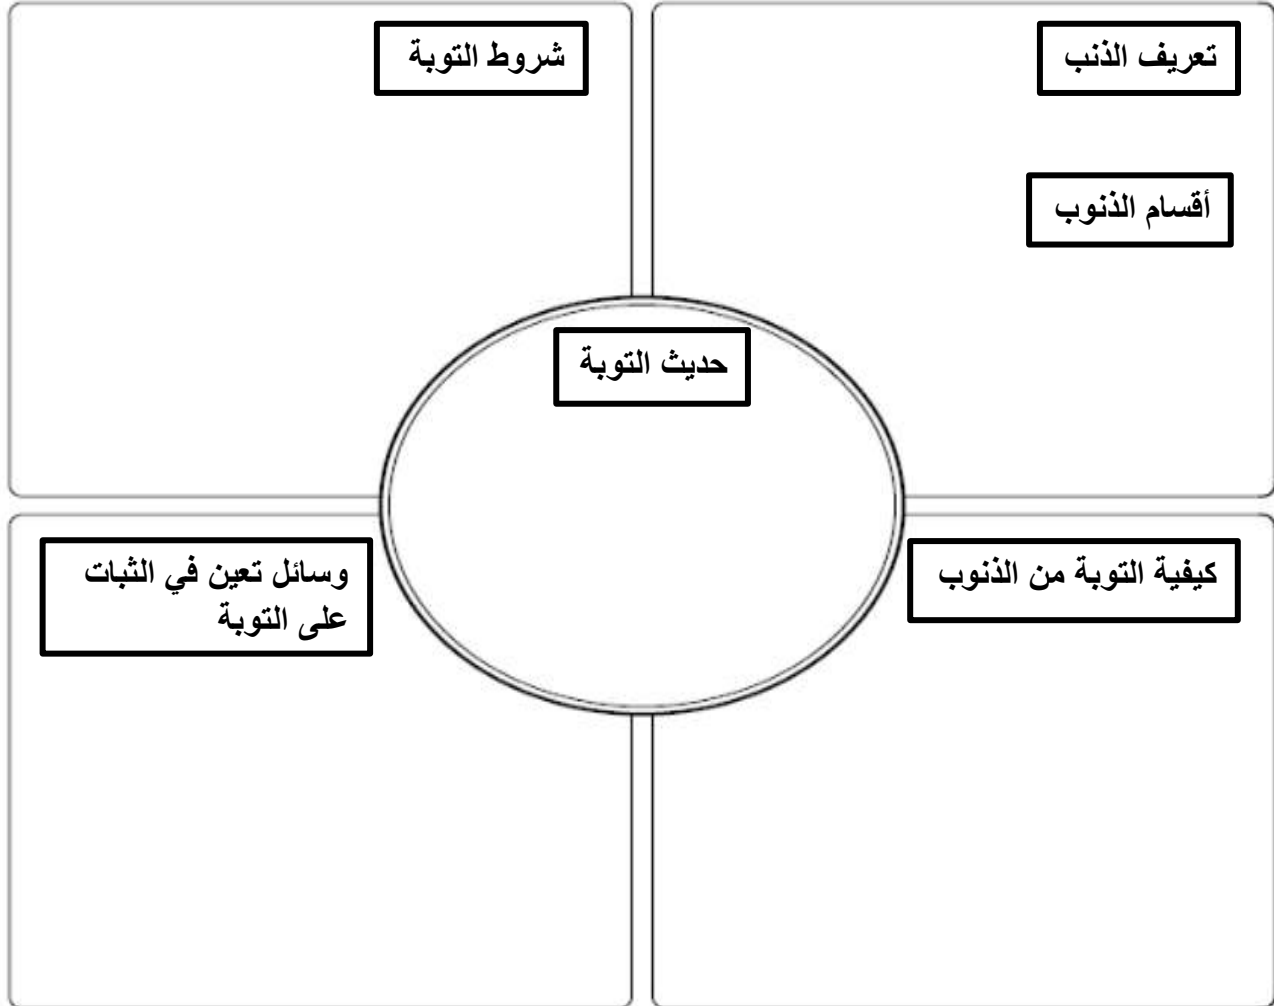 تعريف الذنب
شروط التوبة
أقسام الذنوب
حديث التوبة
كيفية التوبة من الذنوب
وسائل تعين في الثبات
على التوبة